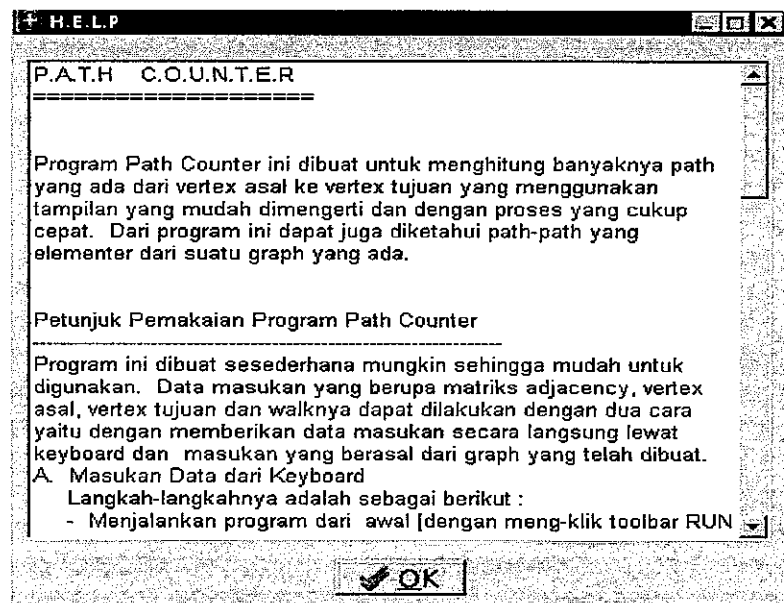 H.E.L.P
P.A.T.H C.O.U.N.T.E.R
=====================
Program Path Counter ini dibuat untuk menghitung banyaknya path
yang ada dari vertex asal ke vertex tujuan yang menggunakan
tampilan yang mudah dimengerti dan dengan proses yang cukup
cepat. Dari program ini dapat juga diketahui path-path yang
elementer dari suatu graph yang ada.
Petunjuk Pemakaian Program Path Counter
--------------------------------------------------
Program ini dibuat sesederhana mungkin sehingga mudah untuk
digunakan. Data masukan yang berupa matriks adjacency, vertex
asal, vertex tujuan dan walknya dapat dilakukan dengan dua cara
yaitu dengan memberikan data masukan secara langsung lewat
keyboard dan masukan yang berasal dari graph yang telah dibuat.
A. Masukan Data dari Keyboard
Langkah-langkahnya adalah sebagai berikut :
- Menjalankan program dari awal [dengan meng-klik toolbar RUN
OK